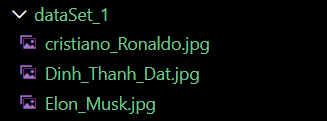 dataSet_1
cristiano_Ronaldo.jpg
Dinh_Thanh_Dat.jpg
Elon_Musk.jpg